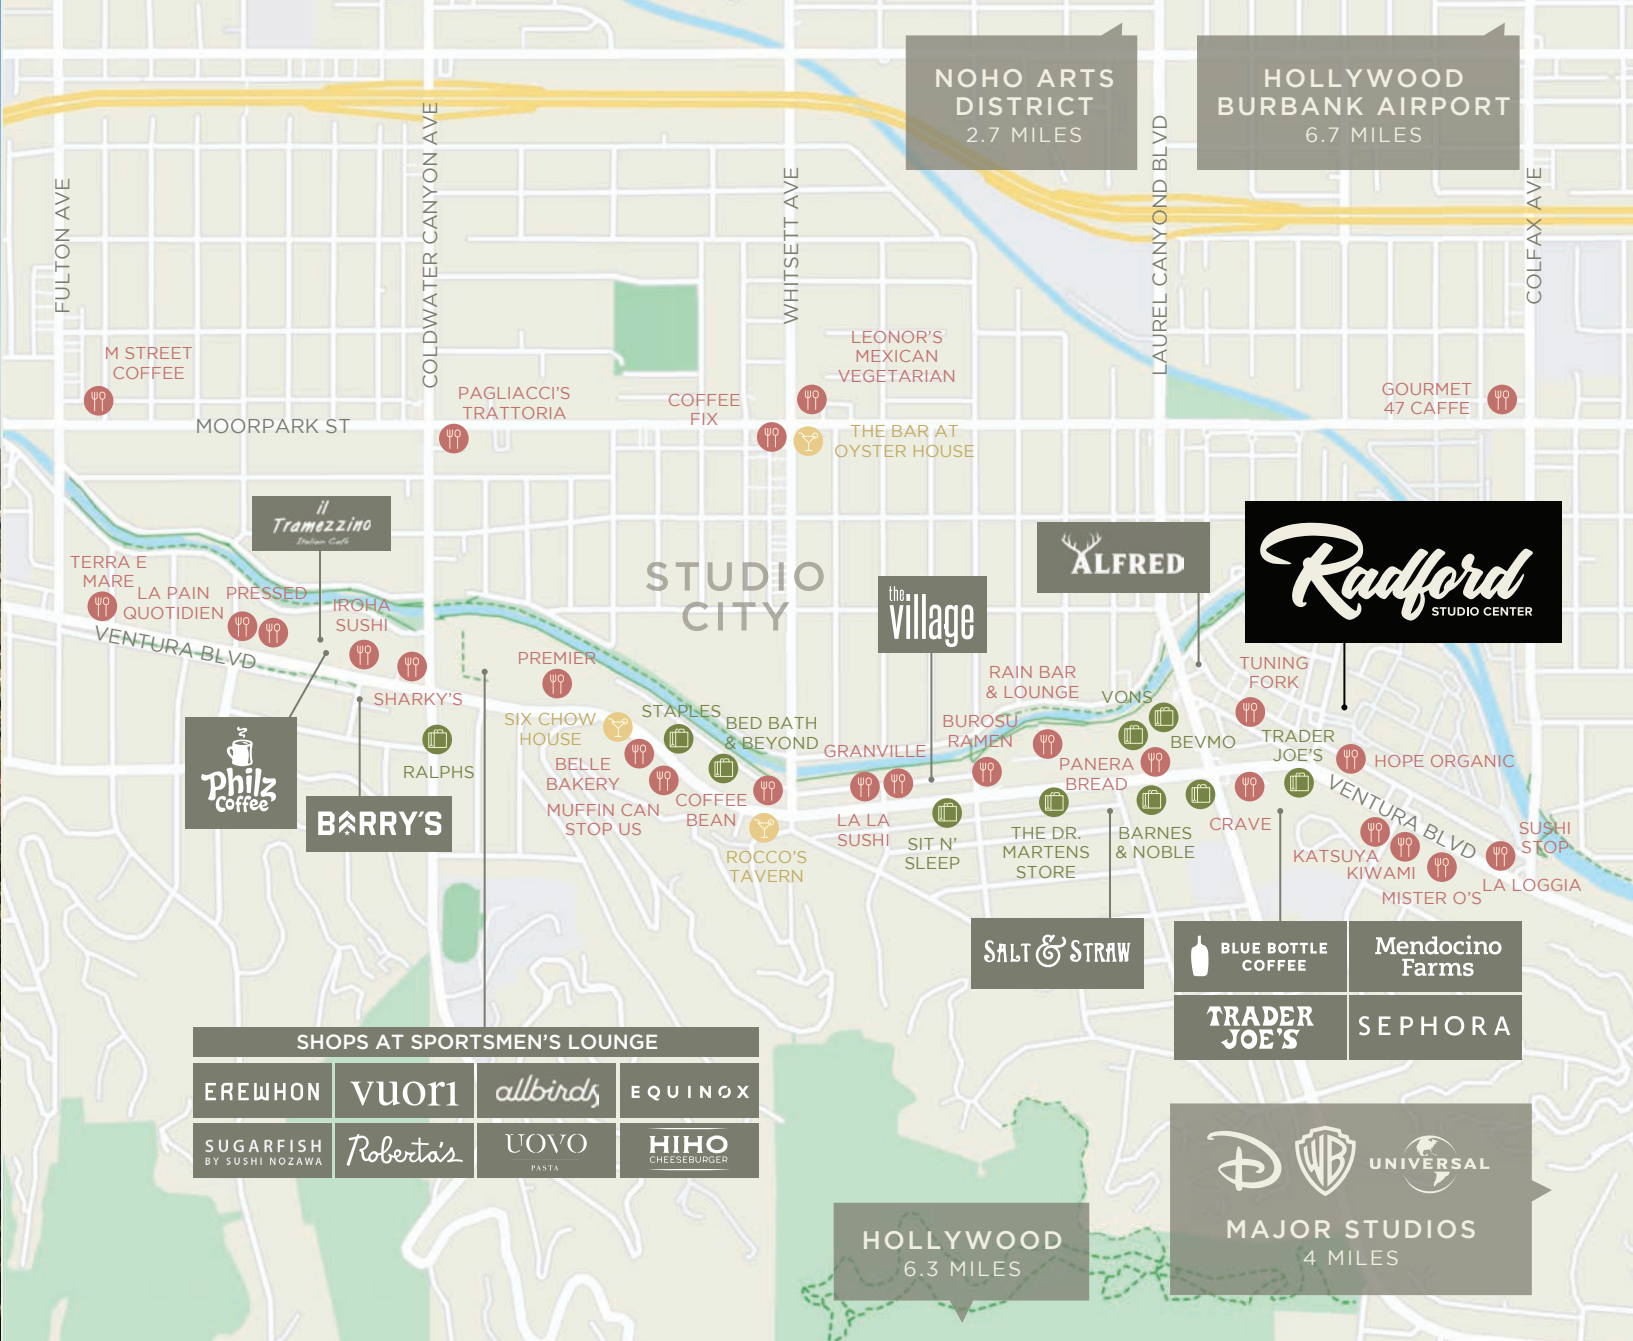 NOHO ARTS
DISTRICT
2.7 MILES
HOLLYWOOD
BURBANK AIRPORT
6.7 MILES
FULTON AVE
COLDWATER CANYON AVE
WHITSETT AVE
LAUREL CANYOND BLVD
COLFAX AVE
M STREET
COFFEE
MOORPARK ST
PAGLIACCI'S
TRATTORIA
COFFEE
FIX
LEONOR'S
MEXICAN
VEGETARIAN
THE BAR AT
OYSTER HOUSE
GOURMET
47 CAFFE
il
Tramezzino
Italian Café
TERRA E
MARE
LA PAIN
QUOTIDIEN
PRESSED
IROHA
SUSHI
VENTURA BLVD
SHARKY'S
STUDIO
CITY
the
village
ALFRED
Radford
STUDIO CENTER
PREMIER
SIX CHOW
HOUSE
STAPLES
BED BATH
& BEYOND
BELLE
BAKERY
MUFFIN CAN
STOP US
COFFEE
BEAN
ROCCO'S
TAVERN
RALPHS
Philz
Coffee
BARRY'S
GRANVILLE
LA LA
SUSHI
SIT N'
SLEEP
BUROSU
RAMEN
RAIN BAR
& LOUNGE
VONS
BEVMO
PANERA
BREAD
THE DR.
MARTENS
STORE
BARNES
& NOBLE
TUNING
FORK
TRADER
JOE'S
CRAVE
HOPE ORGANIC
VENTURA BLVD
KATSUYA
KIWAMI
MISTER O'S
SUSHI
STOP
LA LOGGIA
SALT & STRAW
BLUE BOTTLE
COFFEE
Mendocino
Farms
TRADER
JOE'S
SEPHORA
SHOPS AT SPORTSMEN'S LOUNGE
EREWHON
vuori
allbirds
EQUINOX
SUGARFISH
BY SUSHI NOZAWA
Roberta's
UOVO
PASTA
HIHO
CHEESEBURGER
HOLLYWOOD
6.3 MILES
D
WB
UNIVERSAL
MAJOR STUDIOS
4 MILES